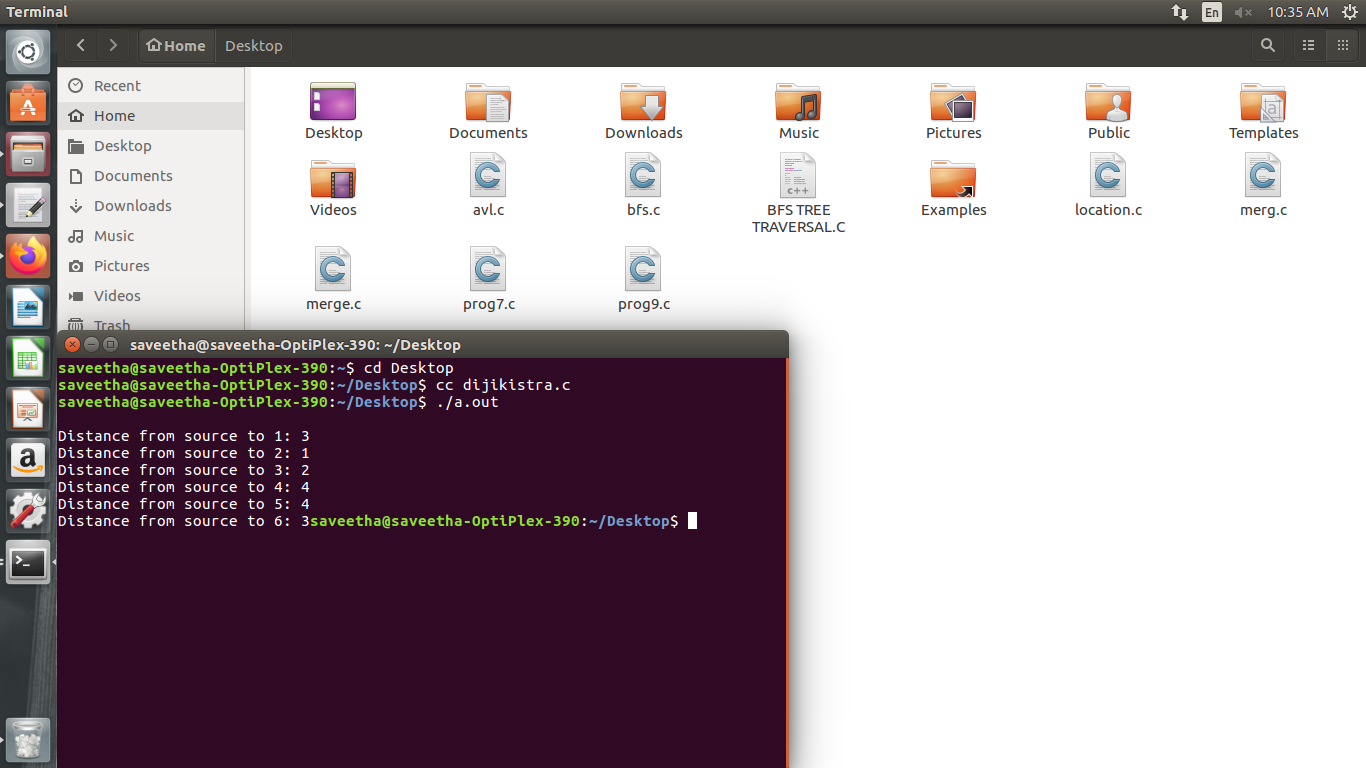 Terminal
En
10:35 AM
Home
Desktop
Recent
Home
Desktop
Documents
Downloads
Music
Pictures
Videos
Trash
Desktop
Documents
Downloads
Music
Pictures
Public
Templates
Videos
avl.c
bfs.c
BFS TREE
TRAVERSAL.C
Examples
location.c
merg.c
merge.c
prog7.c
prog9.c
saveetha@saveetha-OptiPlex-390: ~/Desktop
saveetha@saveetha-OptiPlex-390:~$ cd Desktop
saveetha@saveetha-OptiPlex-390:~/Desktop$ cc dijikistra.c
saveetha@saveetha-OptiPlex-390:~/Desktop$ ./a.out
Distance from source to 1: 3
Distance from source to 2: 1
Distance from source to 3: 2
Distance from source to 4: 4
Distance from source to 5: 4
Distance from source to 6: 3saveetha@saveetha-OptiPlex-390:~/Desktop$